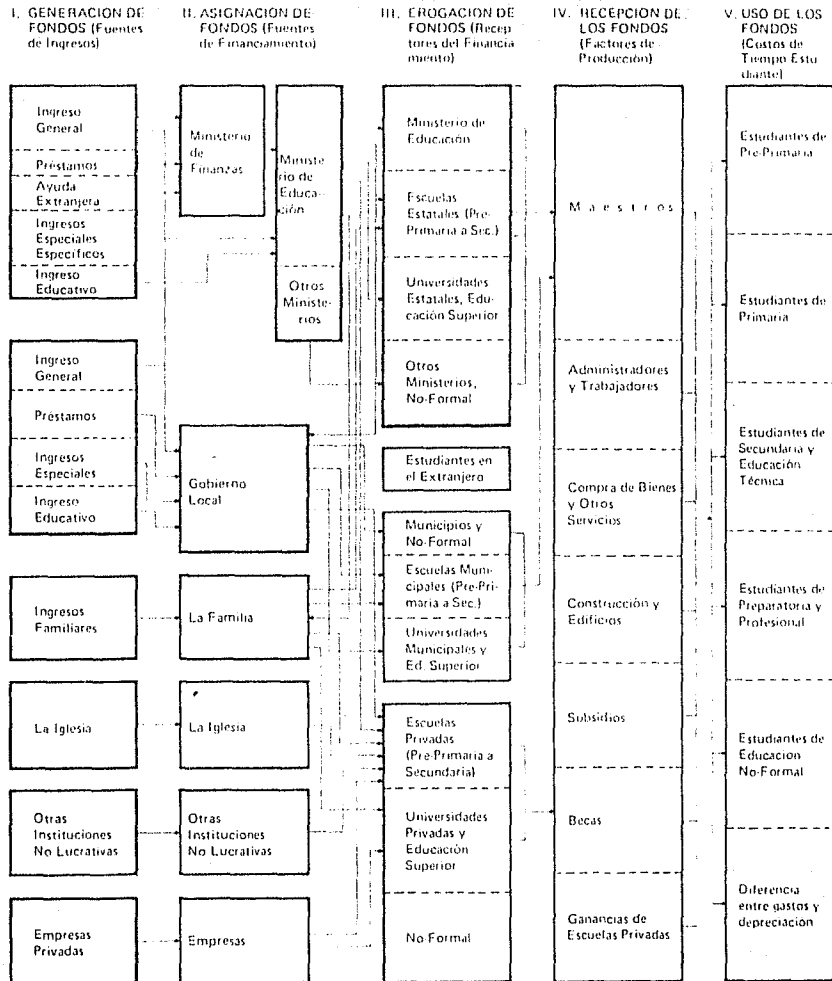 I. GENERACION DE
FONDOS (Fuentes
de Ingresos)
II. ASIGNACION DE
FONDOS (Fuentes
de Financiamiento)
III. EROGACION DE
FONDOS (Recep
tores del Financia
miento)
IV. RECEPCION DE
LOS FONDOS
(Factores de
Producción)
V. USO DE LOS
FONDOS
(Costos de
Tiempo Estu
diante)
Ingreso
General
Préstamos
Ayuda
Extranjera
Ingresos
Especiales
Específicos
Ingreso
Educativo
Ingreso
General
Préstamos
Ingresos
Especiales
Ingreso
Educativo
Ingresos
Familiares
La Iglesia
Otras
Instituciones
No Lucrativas
Empresas
Privadas
Ministerio
de
Finanzas
Ministe
rio de
Educa-
ción
Otros
Ministe-
rios
Gobierno
Local
La Familia
La Iglesia
Otras
Instituciones
No Lucrativas
Empresas
Ministerio de
Educación
Escuelas
Estatales (Pre-
Primaria a Sec.)
Universidades
Estatales, Edu-
cación Superior
Otros
Ministerios,
No-Formal
Estudiantes en
el Extranjero
Municipios y
No-Formal
Escuelas Muni-
cipales (Pre-Pri-
maria a Sec.)
Universidades
Municipales y
Ed. Superior
Escuelas
Privadas
(Pre-Primaria a
Secundaria)
Universidades
Privadas y
Educación
Superior
No-Formal
Maestros
Administradores
y Trabajadores
Compra de Bienes
y Otros
Servicios
Construcción y
Edificios
Subsidios
Becas
Ganancias de
Escuelas Privadas
Estudiantes de
Pre-Primaria
Estudiantes de
Primaria
Estudiantes de
Secundaria y
Educación
Técnica
Estudiantes de
Preparatoria y
Profesional
Estudiantes de
Educacion
No-Formal
Diferencia
entre gastos y
depreciación